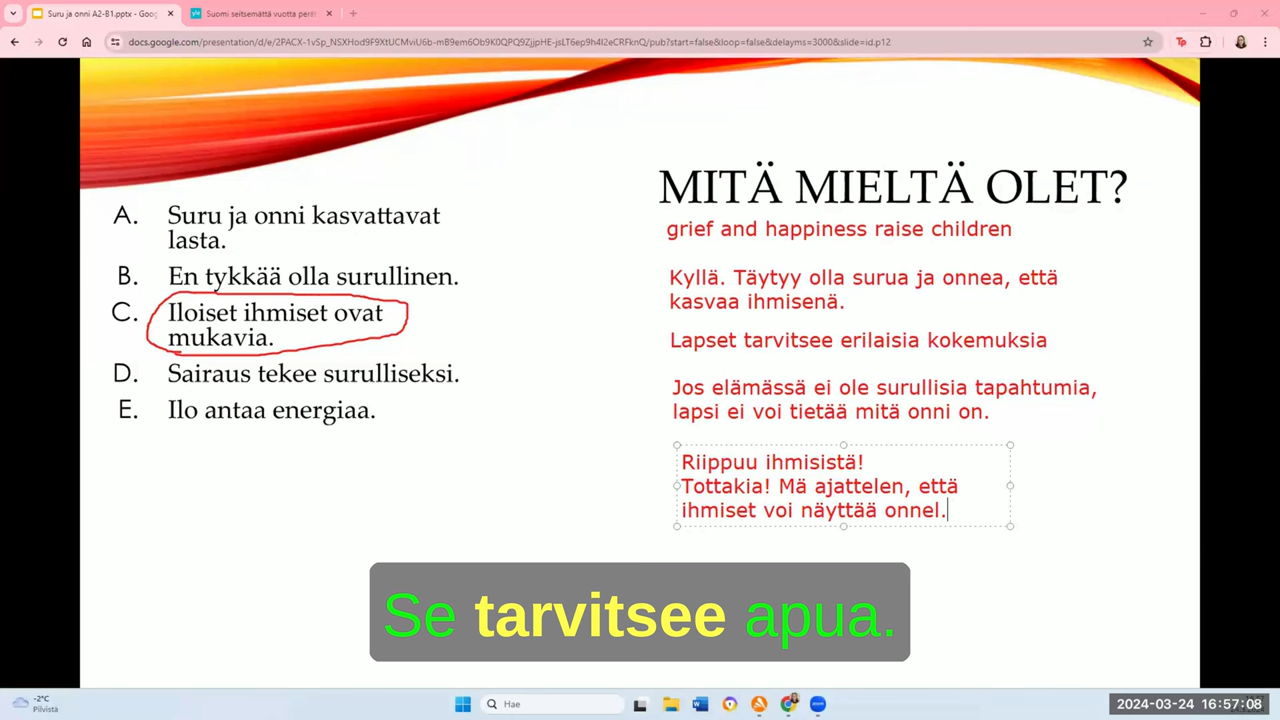 Suru ja onni A2-B1.pptx - Goog
Suomi seitsemättä vuotta perät
docs.google.com/presentation/d/e/2PACX-1vSp_NSXHod9F9XtUCMviU6b-mB9em6Ob9K0QPQ9ZjjpHE-jsLT6ep9h4I2eCRFknQ/pub?start=false&loop=false&delayms=3000&slide=id.p12
MITÄ MIELTÄ OLET?
A. Suru ja onni kasvattavat
lasta.
B. En tykkää olla surullinen.
C. Iloiset ihmiset ovat
mukavia.
D. Sairaus tekee surulliseksi.
E. Ilo antaa energiaa.
grief and happiness raise children
Kyllä. Täytyy olla surua ja onnea, että
kasvaa ihmisenä.
Lapset tarvitsee erilaisia kokemuksia
Jos elämässä ei ole surullisia tapahtumia,
lapsi ei voi tietää mitä onni on.
Riippuu ihmisistä!
Tottakia! Mä ajattelen, että
ihmiset voi näyttää onnel.
Se tarvitsee apua.
-2°C
Pilvistä
Hae
2024-03-24 16:57:08